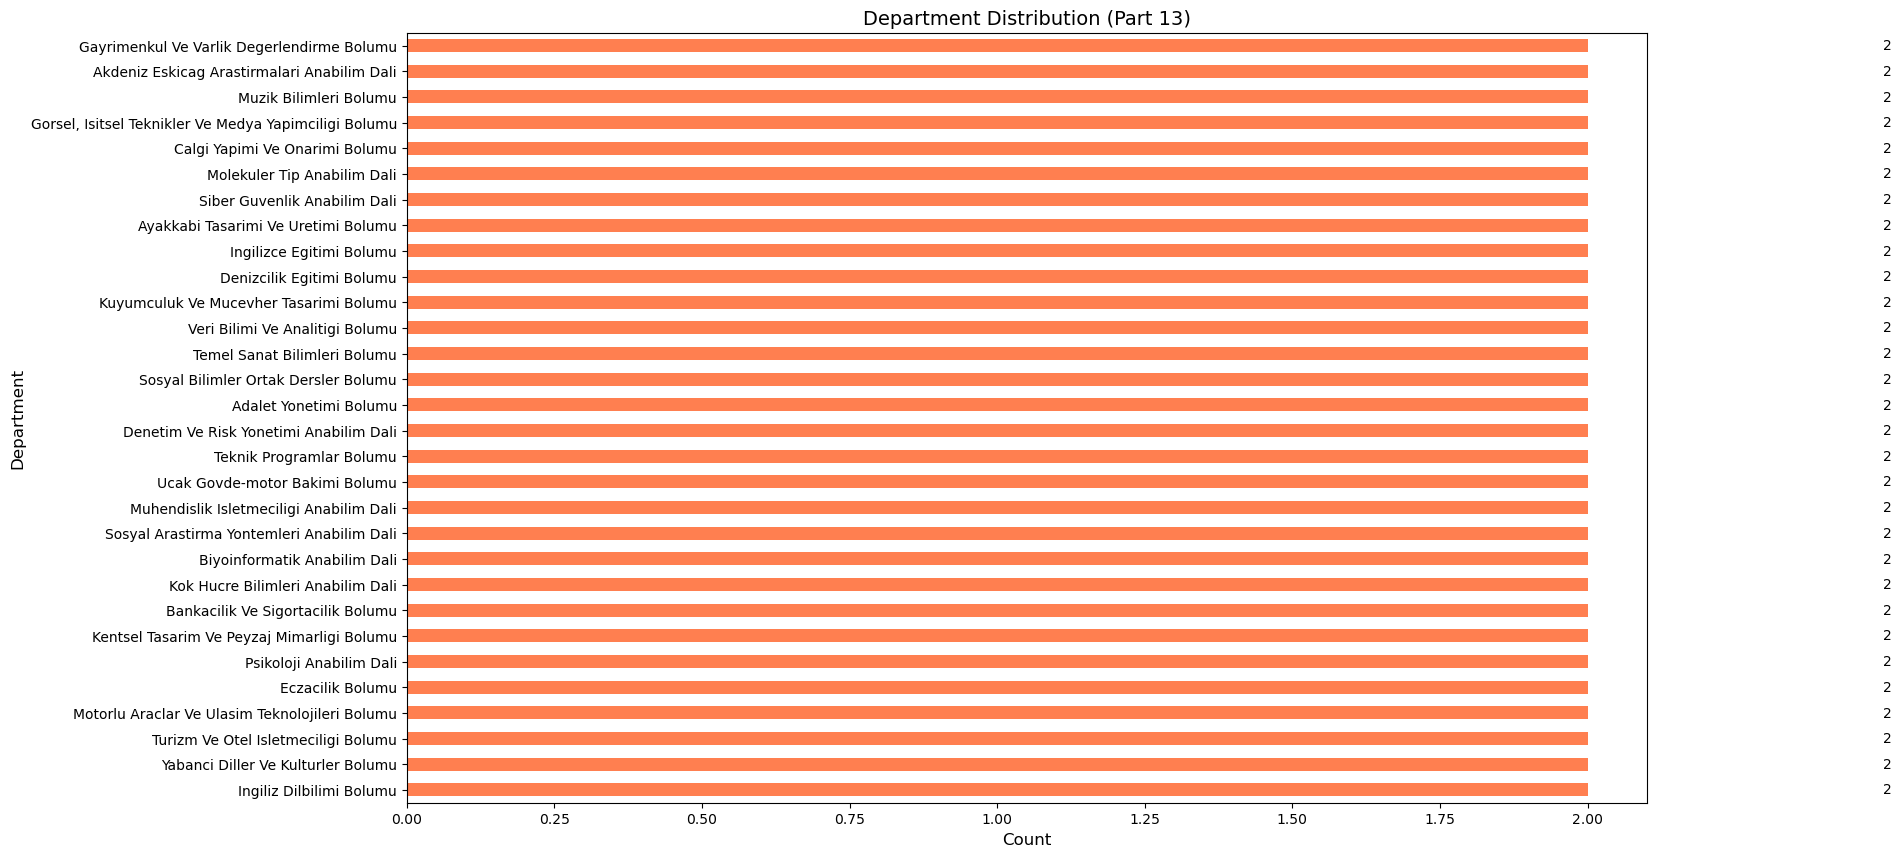 Department Distribution (Part 13)
Gayrimenkul Ve Varlik Degerlendirme Bolumu 2
Akdeniz Eskicag Arastirmalari Anabilim Dali 2
Muzik Bilimleri Bolumu 2
Gorsel, Isitsel Teknikler Ve Medya Yapimciligi Bolumu 2
Calgi Yapimi Ve Onarimi Bolumu 2
Molekuler Tip Anabilim Dali 2
Siber Guvenlik Anabilim Dali 2
Ayakkabi Tasarimi Ve Uretimi Bolumu 2
Ingilizce Egitimi Bolumu 2
Denizcilik Egitimi Bolumu 2
Kuyumculuk Ve Mucevher Tasarimi Bolumu 2
Veri Bilimi Ve Analitigi Bolumu 2
Temel Sanat Bilimleri Bolumu 2
Sosyal Bilimler Ortak Dersler Bolumu 2
Adalet Yonetimi Bolumu 2
Denetim Ve Risk Yonetimi Anabilim Dali 2
Teknik Programlar Bolumu 2
Ucak Govde-motor Bakimi Bolumu 2
Muhendislik Isletmeciligi Anabilim Dali 2
Sosyal Arastirma Yontemleri Anabilim Dali 2
Biyoinformatik Anabilim Dali 2
Kok Hucre Bilimleri Anabilim Dali 2
Bankacilik Ve Sigortacilik Bolumu 2
Kentsel Tasarim Ve Peyzaj Mimarligi Bolumu 2
Psikoloji Anabilim Dali 2
Eczacilik Bolumu 2
Motorlu Araclar Ve Ulasim Teknolojileri Bolumu 2
Turizm Ve Otel Isletmeciligi Bolumu 2
Yabanci Diller Ve Kulturler Bolumu 2
Ingiliz Dilbilimi Bolumu 2
Department
0.00 0.25 0.50 0.75 1.00 1.25 1.50 1.75 2.00
Count